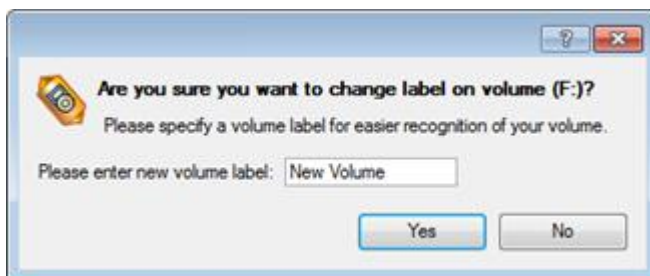 ?
Are you sure you want to change label on volume (F:)?
Please specify a volume label for easier recognition of your volume.
Please enter new volume label: New Volume
Yes No